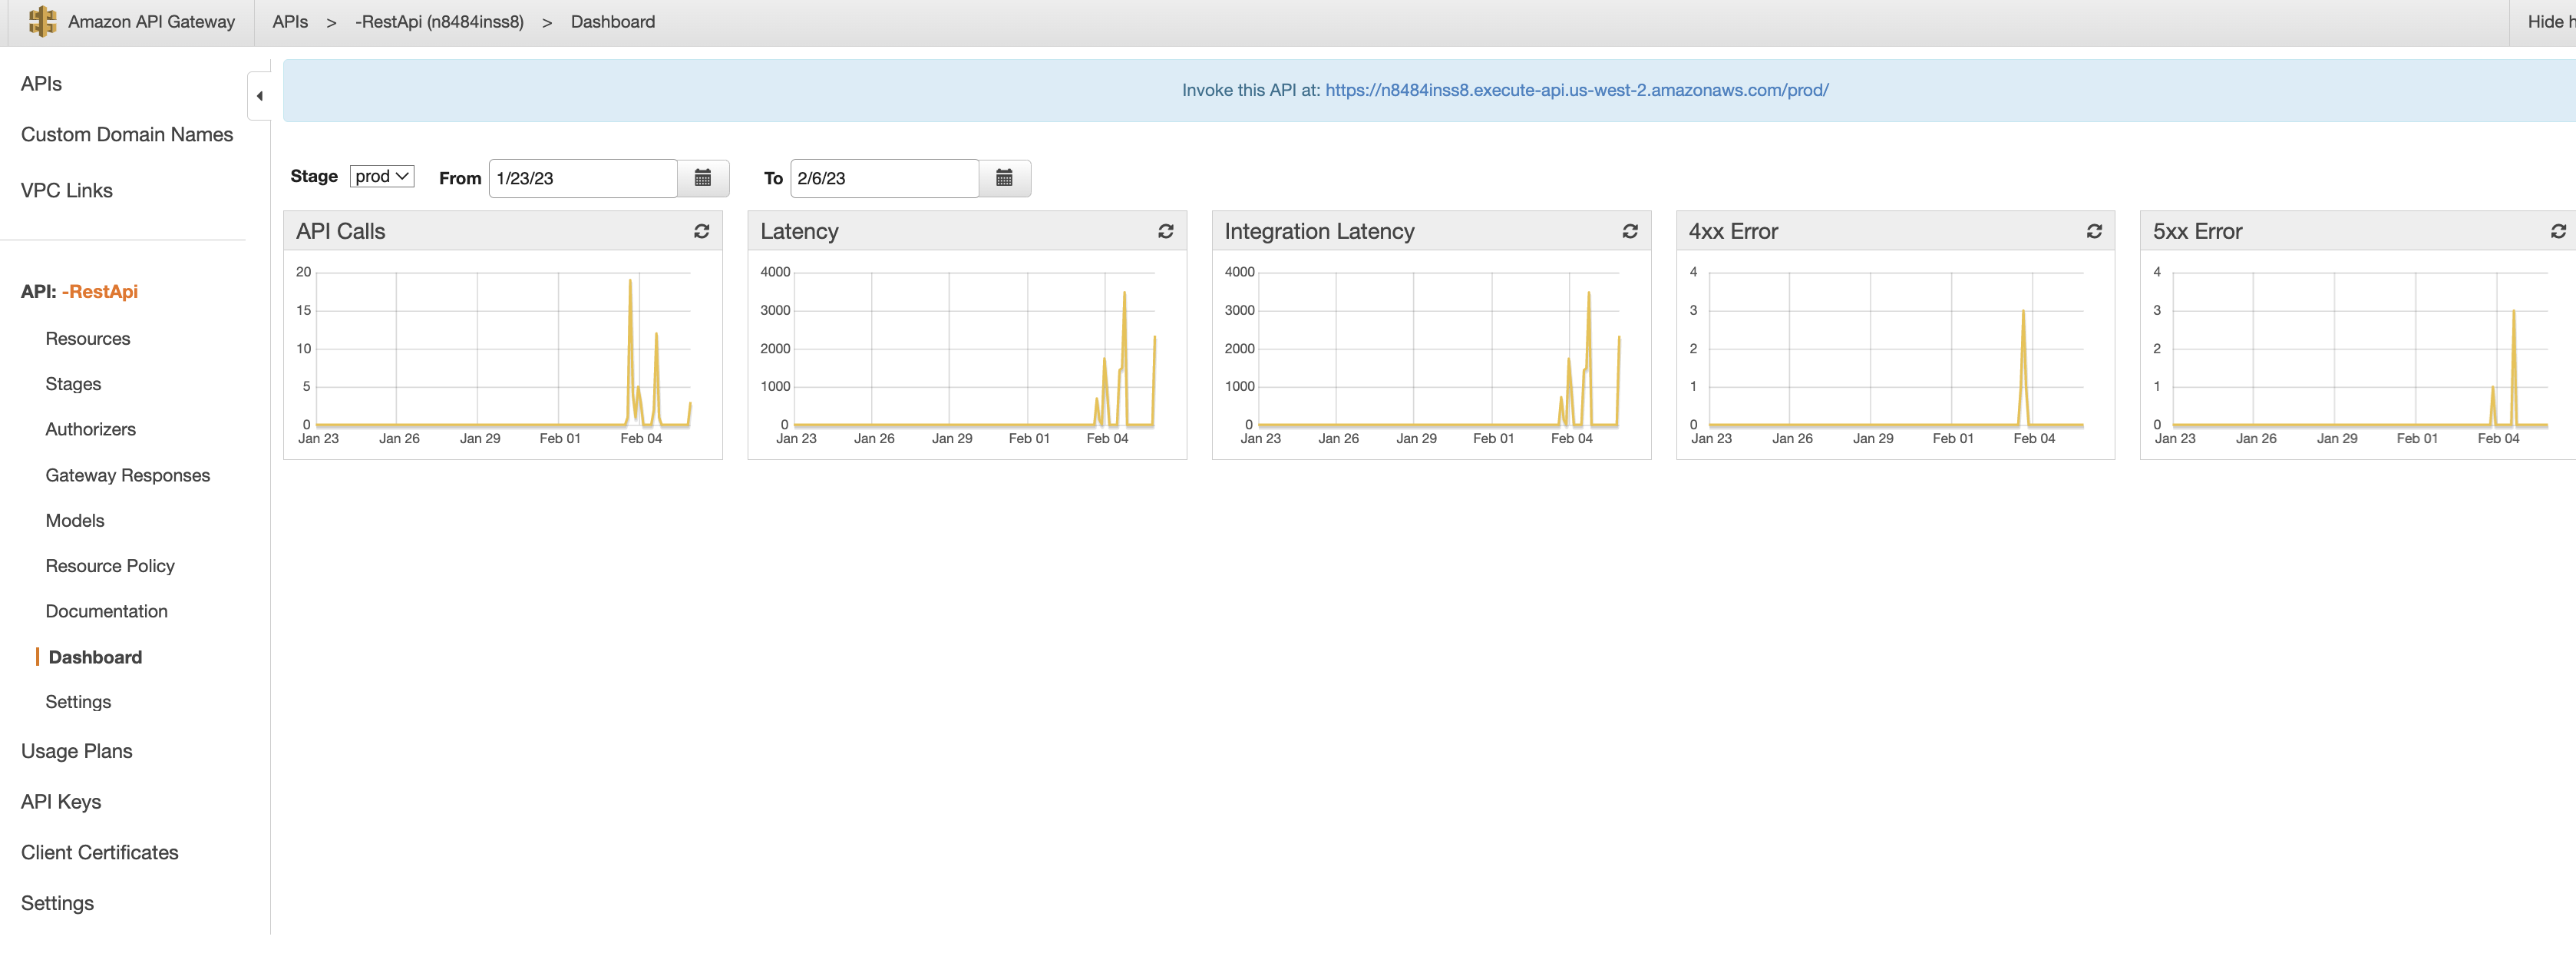 Amazon API Gateway
APIs > -RestApi (n8484inss8) > Dashboard
Hide h
APIs
Custom Domain Names
VPC Links
API: -RestApi
Resources
Stages
Authorizers
Gateway Responses
Models
Resource Policy
Documentation
Dashboard
Settings
Usage Plans
API Keys
Client Certificates
Settings
Invoke this API at: https://n8484inss8.execute-api.us-west-2.amazonaws.com/prod/
Stage prod From 1/23/23 To 2/6/23
API Calls
20
15
10
5
0
Jan 23 Jan 26 Jan 29 Feb 01 Feb 04
Latency
4000
3000
2000
1000
0
Jan 23 Jan 26 Jan 29 Feb 01 Feb 04
Integration Latency
4000
3000
2000
1000
0
Jan 23 Jan 26 Jan 29 Feb 01 Feb 04
4xx Error
4
3
2
1
0
Jan 23 Jan 26 Jan 29 Feb 01 Feb 04
5xx Error
4
3
2
1
0
Jan 23 Jan 26 Jan 29 Feb 01 Feb 04